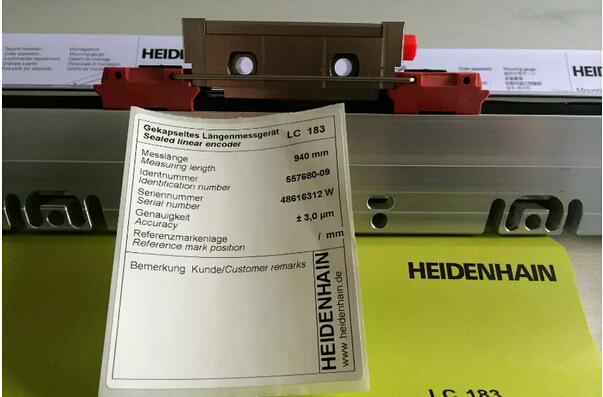 HEIDENHAIN
Gekapseltes Längenmessgerät LC 183
Sealed linear encoder
Messlänge 940 mm
Measuring length
Identnummer 557680-09
Identification number
Seriennummer 48616312 W
Serial number
Genauigkeit ± 3,0 µm
Accuracy
Referenzmarkenlage / mm
Reference mark position
Bemerkung Kunde/Customer remarks
HEIDENHAIN
www.heidenhain.de
HEIDENHAIN
LC 183